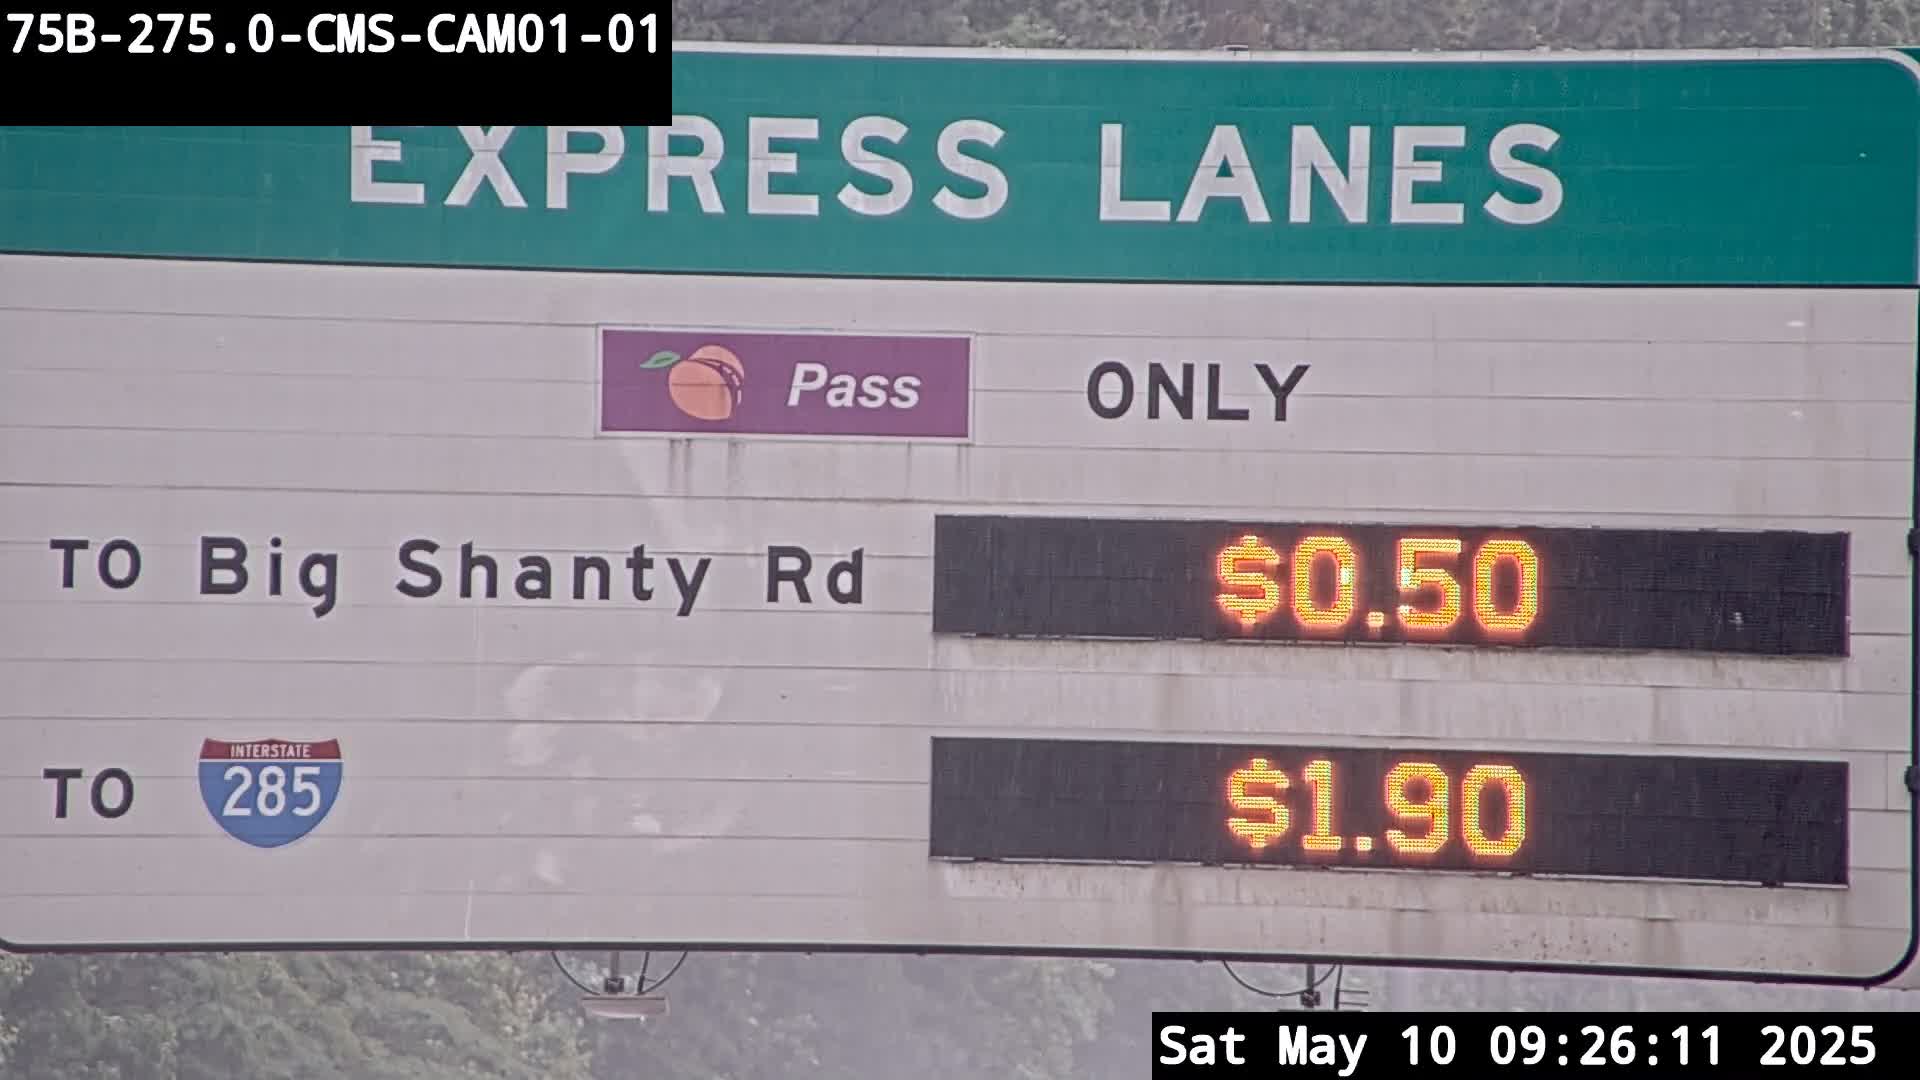 75B-275.0-CMS-CAM01-01
EXPRESS LANES
Pass ONLY
TO Big Shanty Rd $0.50
TO INTERSTATE 285 $1.90
Sat May 10 09:26:11 2025